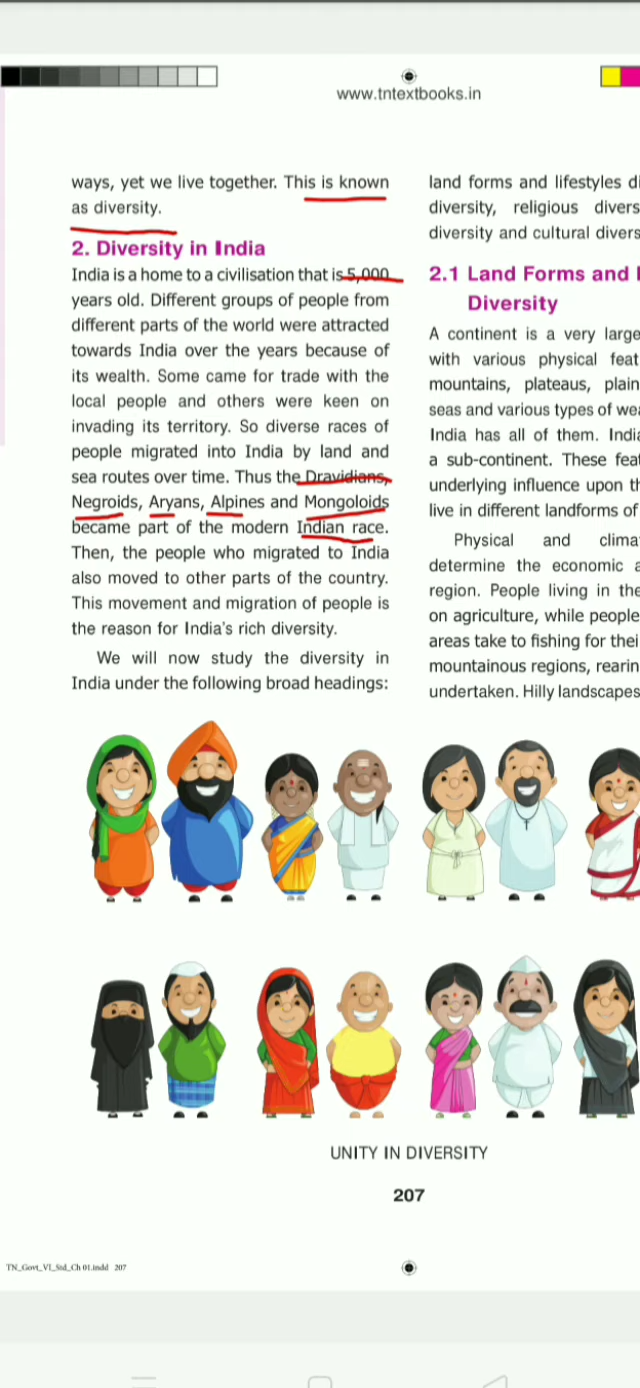 www.tntextbooks.in
ways, yet we live together. This is known
as diversity.
2. Diversity in India
India is a home to a civilisation that is 5,000
years old. Different groups of people from
different parts of the world were attracted
towards India over the years because of
its wealth. Some came for trade with the
local people and others were keen on
invading its territory. So diverse races of
people migrated into India by land and
sea routes over time. Thus the Dravidians,
Negroids, Aryans, Alpines and Mongoloids
became part of the modern Indian race.
Then, the people who migrated to India
also moved to other parts of the country.
This movement and migration of people is
the reason for India's rich diversity.
We will now study the diversity in
India under the following broad headings:
land forms and lifestyles
diversity, religious
diversity and cultural
2.1 Land Forms and
Diversity
A continent is a very large
with various physical
mountains, plateaus,
seas and various types of
India has all of them.
a sub-continent. These
underlying influence upon
live in different landforms of
Physical and
determine the economic
region. People living in the
on agriculture, while people
areas take to fishing for
mountainous regions,
undertaken. Hilly landscapes
UNITY IN DIVERSITY
207
TN_Govt_VI_Std_Ch 01.indd 207